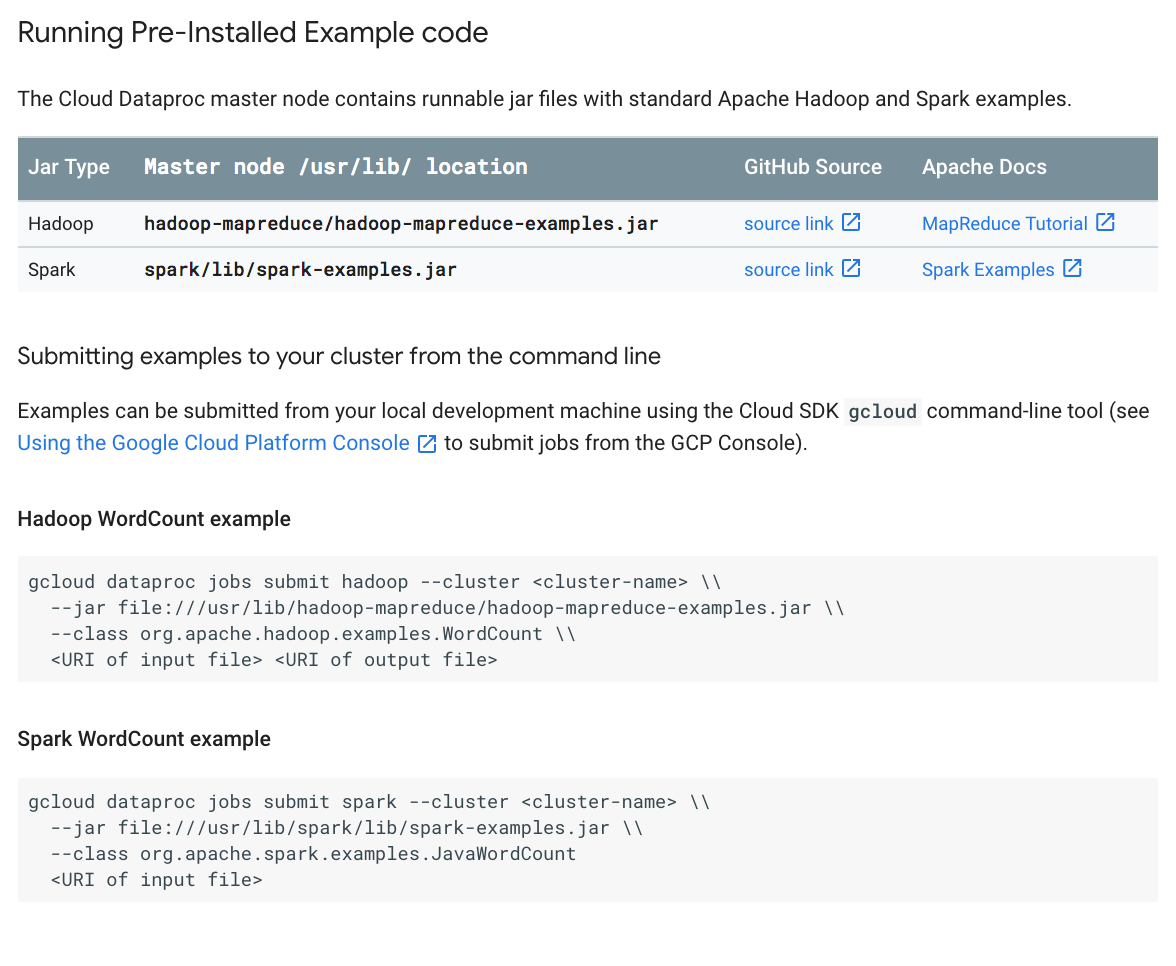 Running Pre-Installed Example code
The Cloud Dataproc master node contains runnable jar files with standard Apache Hadoop and Spark examples.
Jar Type Master node /usr/lib/ location GitHub Source Apache Docs
Hadoop hadoop-mapreduce/hadoop-mapreduce-examples.jar source link MapReduce Tutorial
Spark spark/lib/spark-examples.jar source link Spark Examples
Submitting examples to your cluster from the command line
Examples can be submitted from your local development machine using the Cloud SDK gcloud command-line tool (see
Using the Google Cloud Platform Console to submit jobs from the GCP Console).
Hadoop WordCount example
gcloud dataproc jobs submit hadoop --cluster <cluster-name> \\
--jar file:///usr/lib/hadoop-mapreduce/hadoop-mapreduce-examples.jar \\
--class org.apache.hadoop.examples.WordCount \\
<URI of input file> <URI of output file>
Spark WordCount example
gcloud dataproc jobs submit spark --cluster <cluster-name> \\
--jar file:///usr/lib/spark/lib/spark-examples.jar \\
--class org.apache.spark.examples.JavaWordCount
<URI of input file>